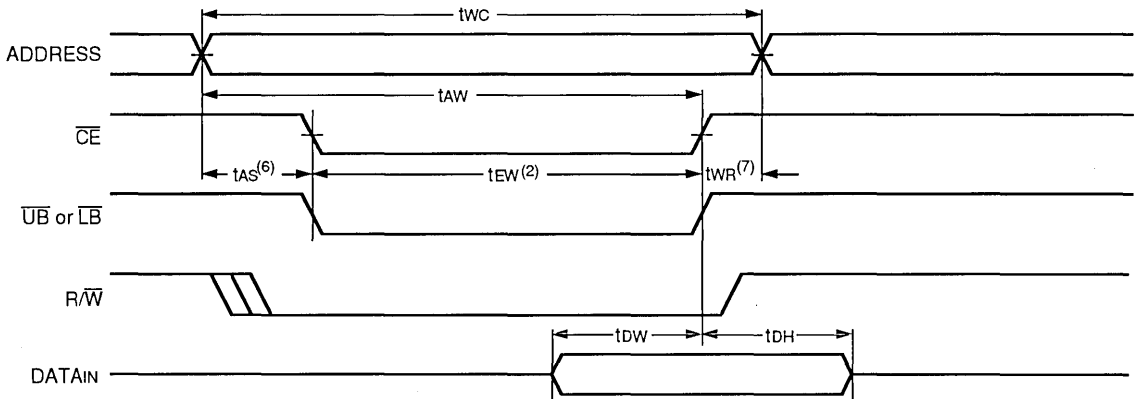 tWC
ADDRESS
tAW
CE
tAS(6) tEW(2) tWR(7)
UB or LB
R/W
tDW tDH
DATAIN